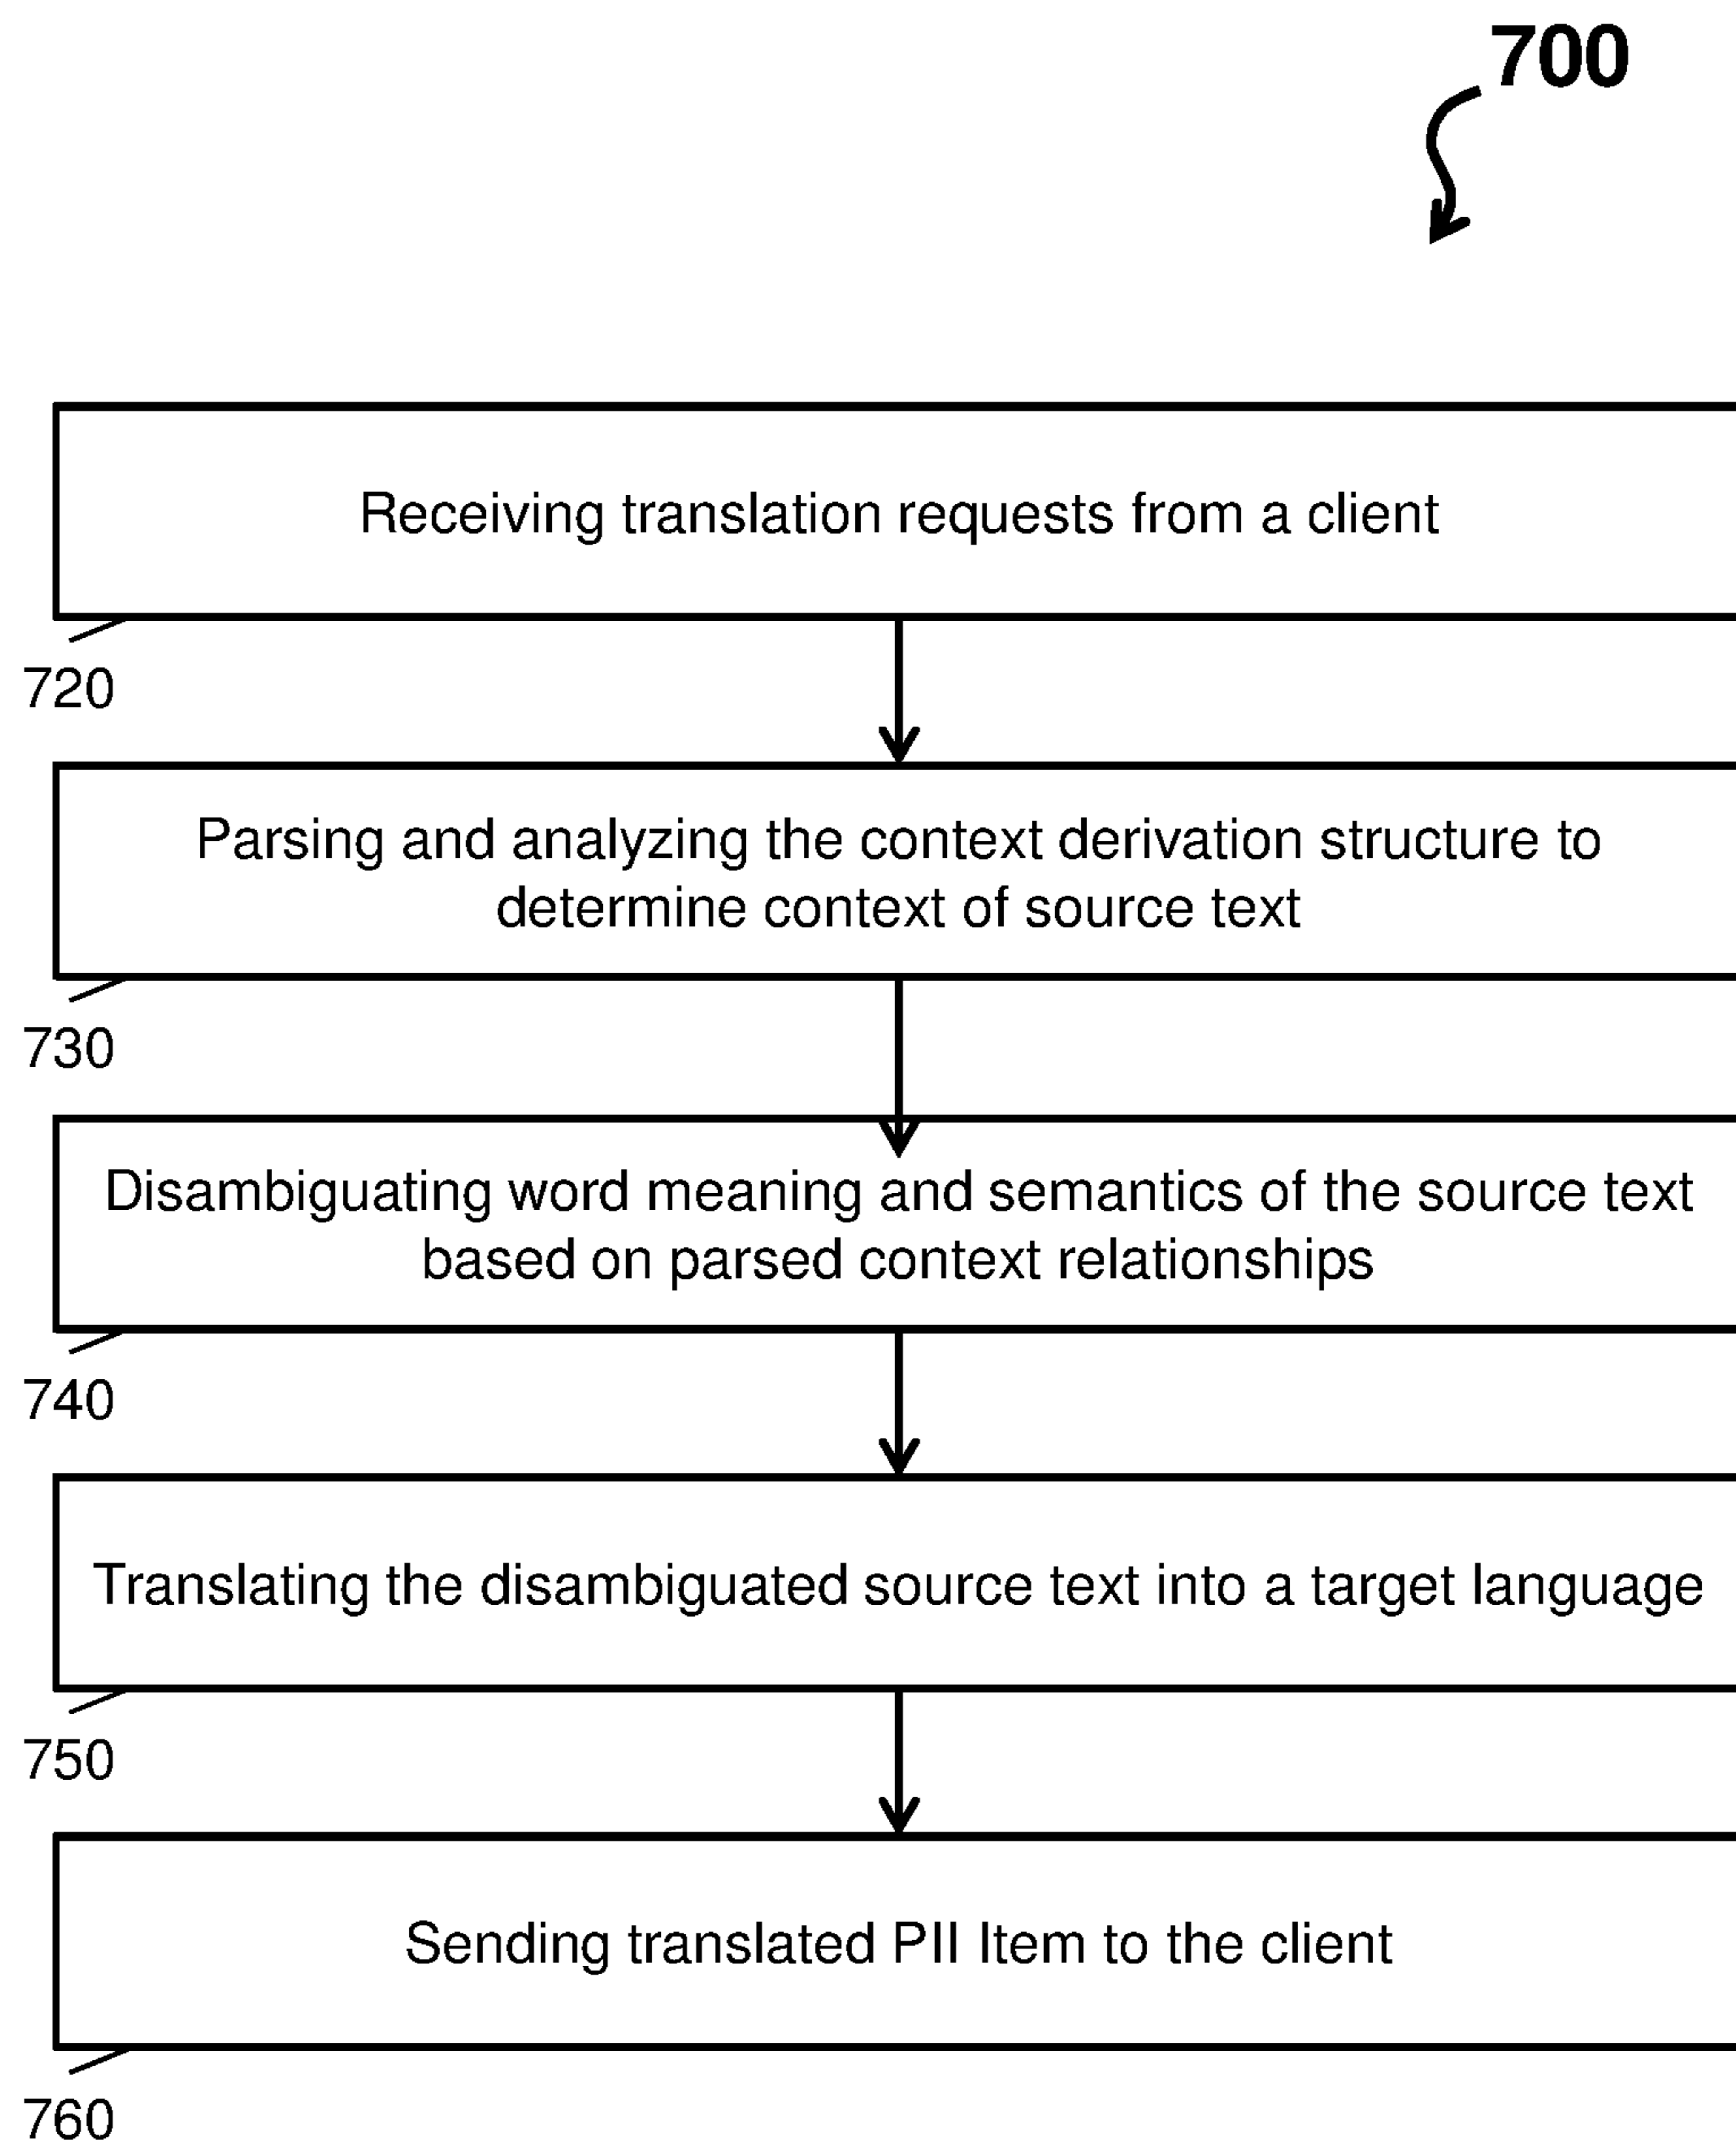 700
Receiving translation requests from a client
720
Parsing and analyzing the context derivation structure to
determine context of source text
730
Disambiguating word meaning and semantics of the source text
based on parsed context relationships
740
Translating the disambiguated source text into a target language
750
Sending translated PII Item to the client
760